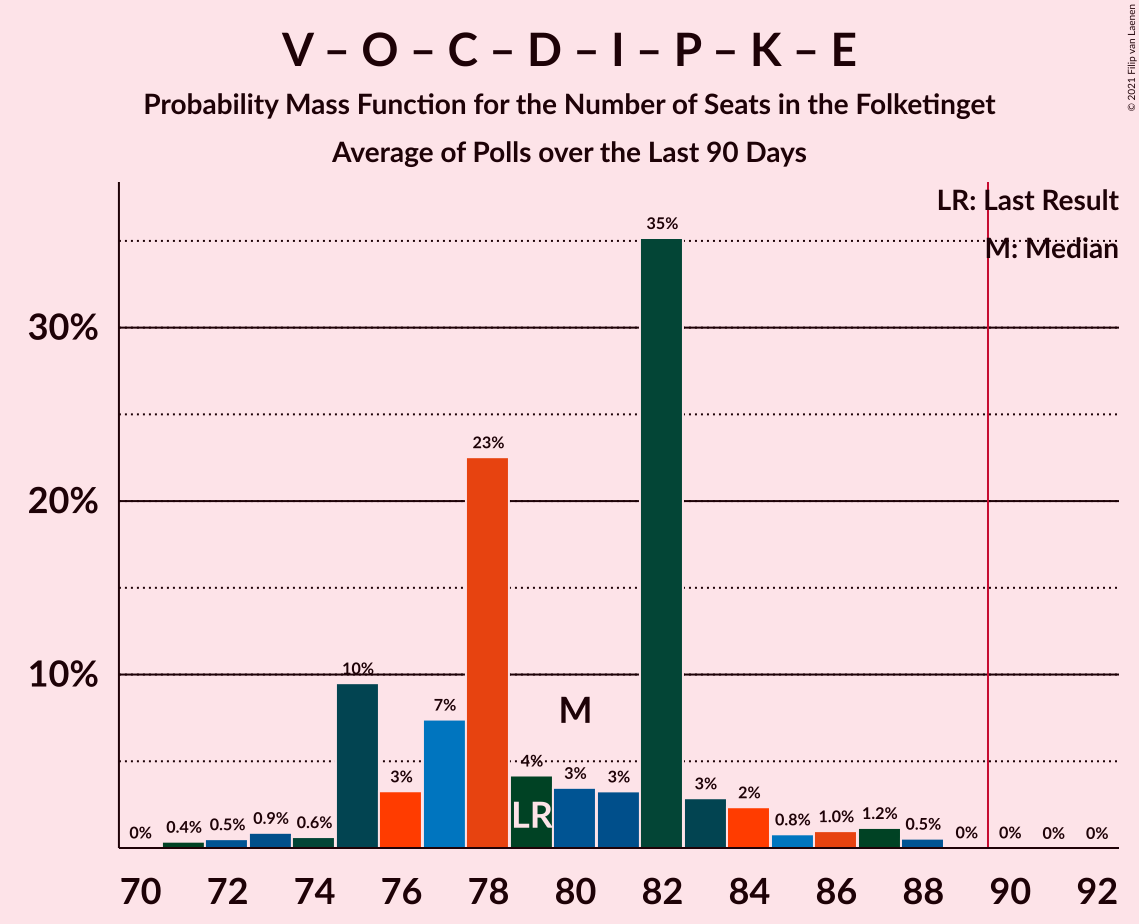 V – O – C – D – I – P – K – E
Probability Mass Function for the Number of Seats in the Folketinget
Average of Polls over the Last 90 Days
© 2021 Filip van Laenen
LR: Last Result
M: Median
35%
30%
23%
20%
10%
10%
7%
M
4%
3%
3%
3%
3%
2%
LR
0%
0.4%
0.5%
0.9%
0.6%
0.8%
1.0%
1.2%
0.5%
0%
0%
0%
0%
70 72 74 76 78 80 82 84 86 88 90 92